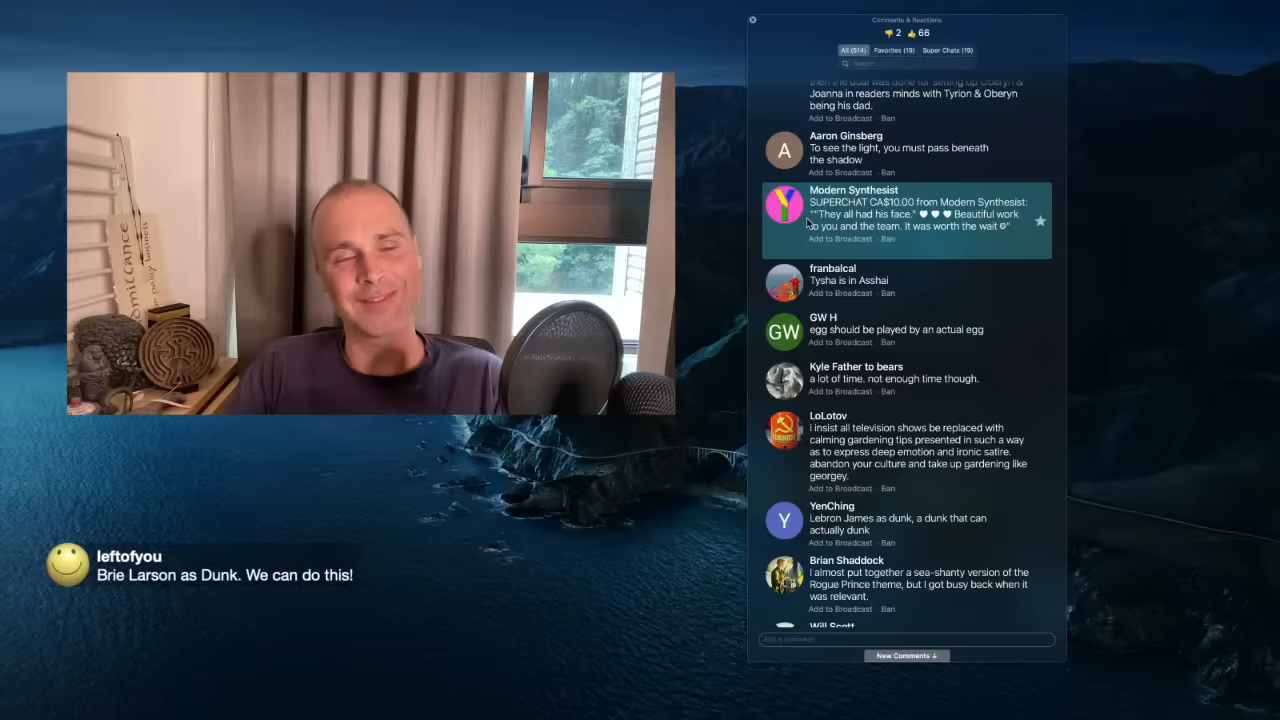 Comments & Reactions
2 66
All (614) Favorites (19) Super Chats (19)
Search
then the dual was done for setting up Oberyn &
Joanna in readers minds with Tyrion & Oberyn
being his dad.
Add to Broadcast · Ban
Aaron Ginsberg
To see the light, you must pass beneath
the shadow
Add to Broadcast · Ban
Modern Synthesist
SUPERCHAT CA$10.00 from Modern Synthesist:
""They all had his face." 🤍 🤍 🤍 Beautiful work
to you and the team. It was worth the wait ☺"
Add to Broadcast · Ban
franbalcal
Tysha is in Asshai
Add to Broadcast · Ban
GW
GW H
egg should be played by an actual egg
Add to Broadcast · Ban
Kyle Father to bears
a lot of time. not enough time though.
Add to Broadcast · Ban
LoLotov
I insist all television shows be replaced with
calming gardening tips presented in such a way
as to express deep emotion and ironic satire.
abandon your culture and take up gardening like
georgey.
Add to Broadcast · Ban
YenChing
Lebron James as dunk, a dunk that can
actually dunk
Add to Broadcast · Ban
Brian Shaddock
I almost put together a sea-shanty version of the
Rogue Prince theme, but I got busy back when it
was relevant.
Add to Broadcast · Ban
Will Scott
Add a comment
New Comments ↓
leftofyou
Brie Larson as Dunk. We can do this!
A
Y